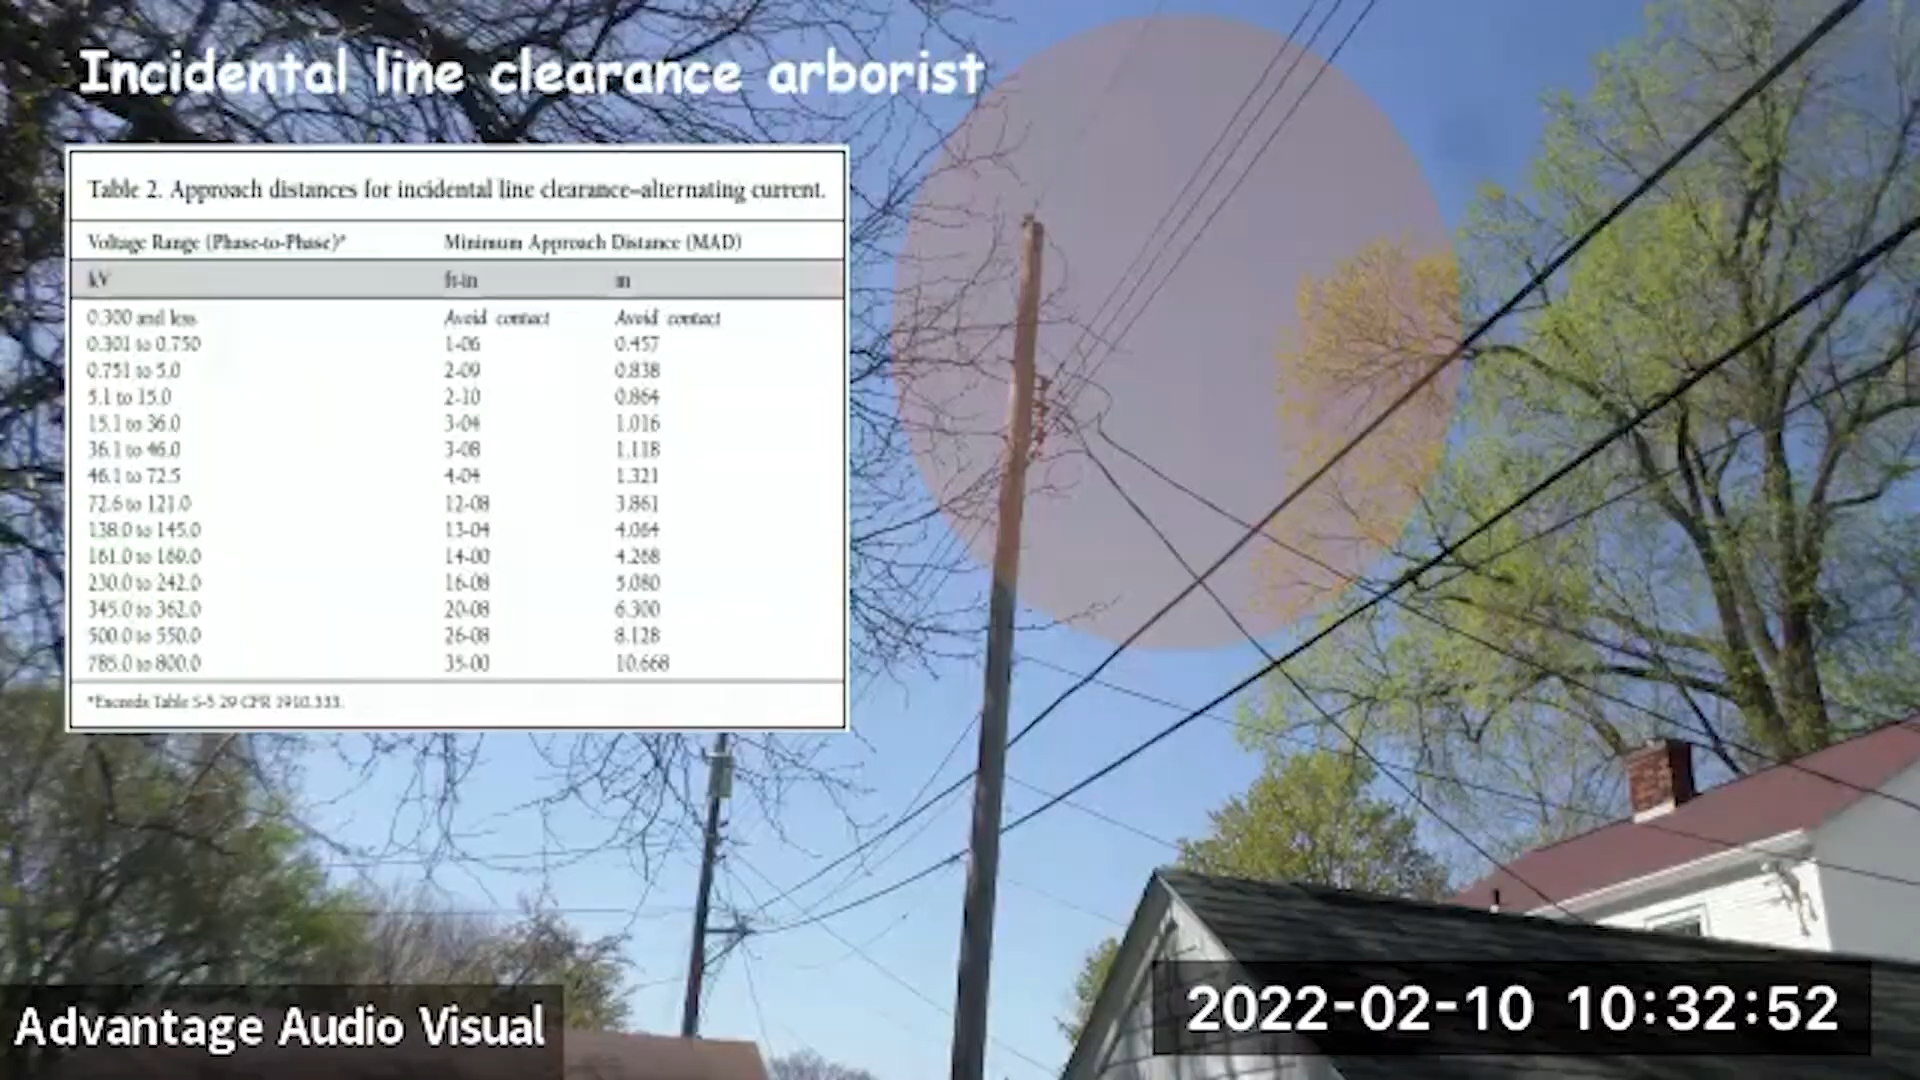 Incidental line clearance arborist
Table 2. Approach distances for incidental line clearance–alternating current.
Voltage Range (Phase-to-Phase)* Minimum Approach Distance (MAD)
kV ft-in m
0.300 and less Avoid contact Avoid contact
0.301 to 0.750 1-06 0.457
0.751 to 5.0 2-09 0.838
5.1 to 15.0 2-10 0.864
15.1 to 36.0 3-04 1.016
36.1 to 46.0 3-08 1.118
46.1 to 72.5 4-04 1.321
72.6 to 121.0 12-08 3.861
138.0 to 145.0 13-04 4.064
161.0 to 169.0 14-00 4.268
230.0 to 242.0 16-08 5.080
345.0 to 362.0 20-08 6.300
500.0 to 550.0 26-08 8.128
785.0 to 800.0 35-00 10.668
*Exceeds Table S-5 29 CFR 1910.333.
Advantage Audio Visual
2022-02-10 10:32:52